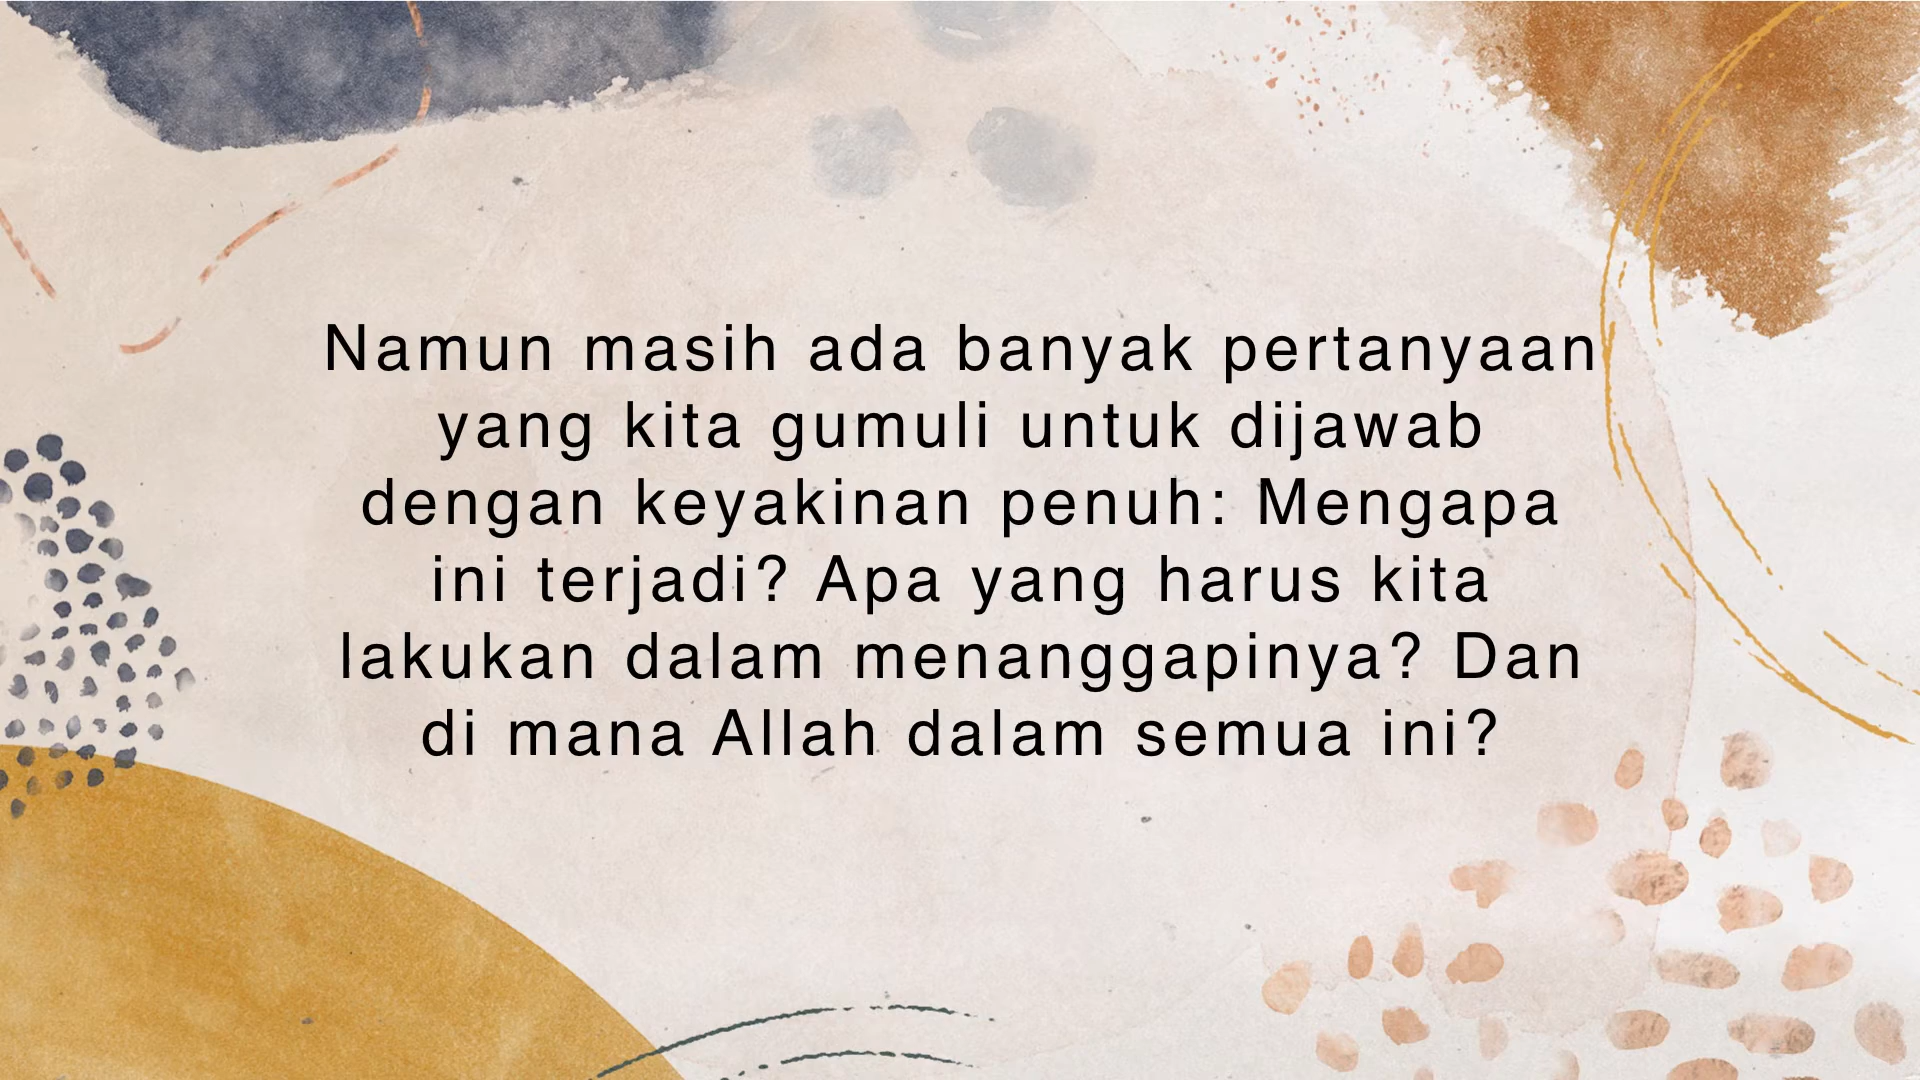 Namun masih ada banyak pertanyaan
yang kita gumuli untuk dijawab
dengan keyakinan penuh: Mengapa
ini terjadi? Apa yang harus kita
lakukan dalam menanggapinya? Dan
di mana Allah dalam semua ini?